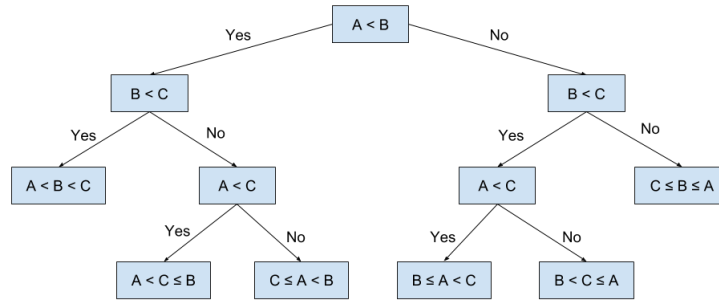 A < B
Yes
No
B < C
B < C
Yes
No
Yes
No
A < B < C
A < C
A < C
C ≤ B ≤ A
Yes
No
Yes
No
A < C ≤ B
C ≤ A < B
B ≤ A < C
B < C ≤ A